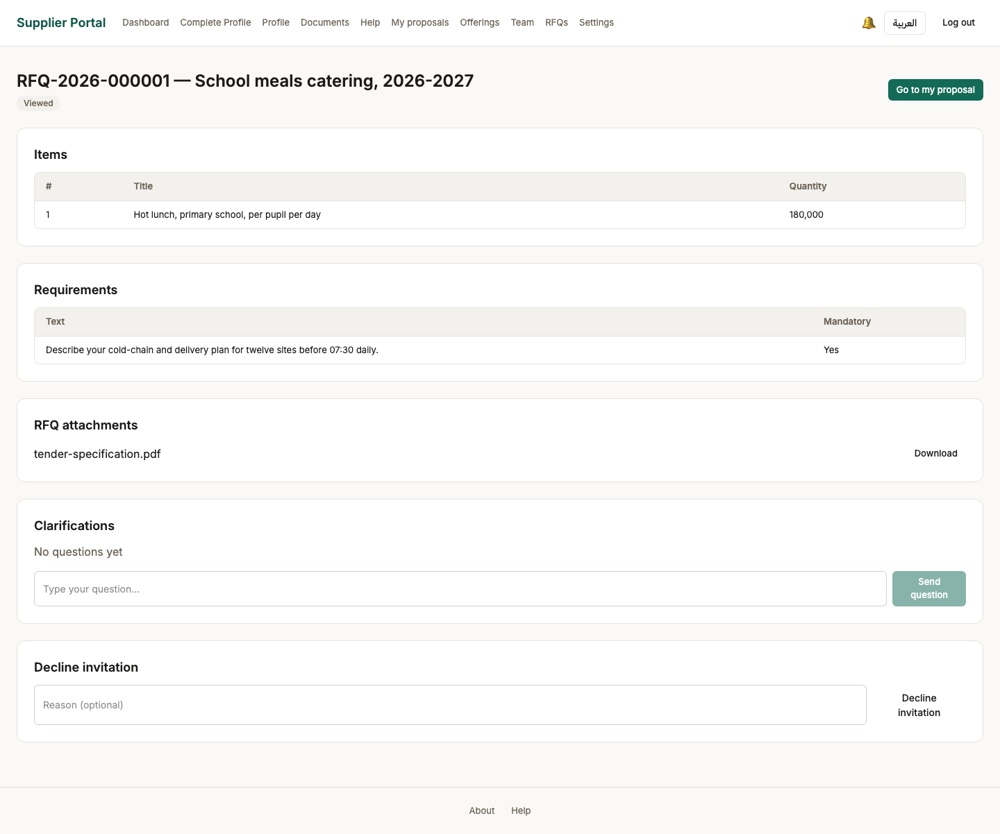 Supplier Portal
Dashboard
Complete Profile
Profile
Documents
Help
My proposals
Offerings
Team
RFQs
Settings
العربية
Log out
RFQ-2026-000001 — School meals catering, 2026-2027
Viewed
Go to my proposal
Items
# Title Quantity
1 Hot lunch, primary school, per pupil per day 180,000
Requirements
Text Mandatory
Describe your cold-chain and delivery plan for twelve sites before 07:30 daily. Yes
RFQ attachments
tender-specification.pdf Download
Clarifications
No questions yet
Type your question...
Send
question
Decline invitation
Reason (optional)
Decline
invitation
About
Help